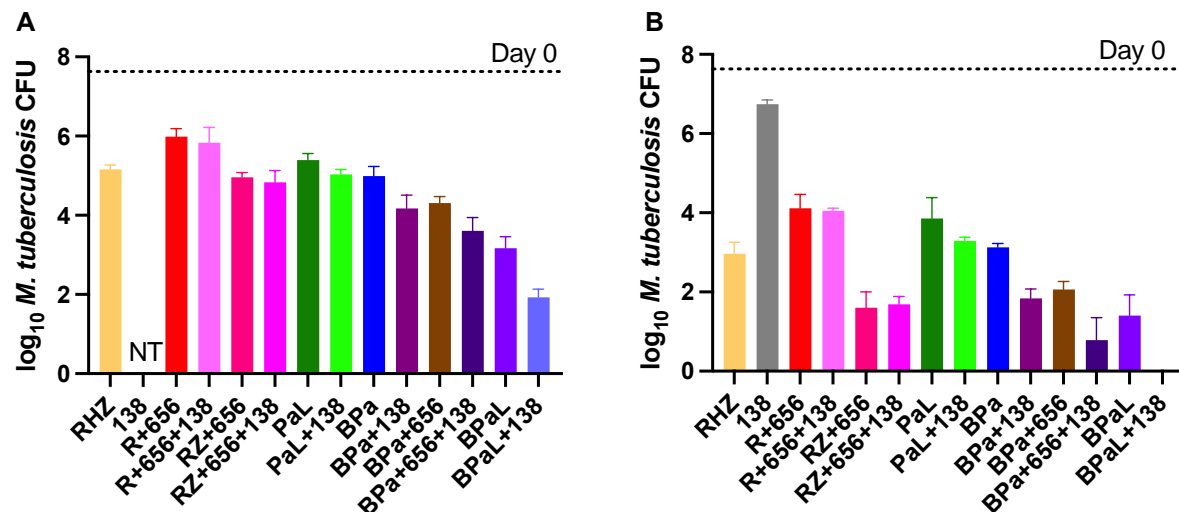 A
log10 M. tuberculosis CFU
8
6
4
2
0
Day 0
NT
RHZ
138
R+656
R+656+138
RZ+656
RZ+656+138
PaL
PaL+138
BPa
BPa+138
BPa+656
BPa+656+138
BPaL
BPaL+138
B
log10 M. tuberculosis CFU
8
6
4
2
0
Day 0
RHZ
138
R+656
R+656+138
RZ+656
RZ+656+138
PaL
PaL+138
BPa
BPa+138
BPa+656
BPa+656+138
BPaL
BPaL+138